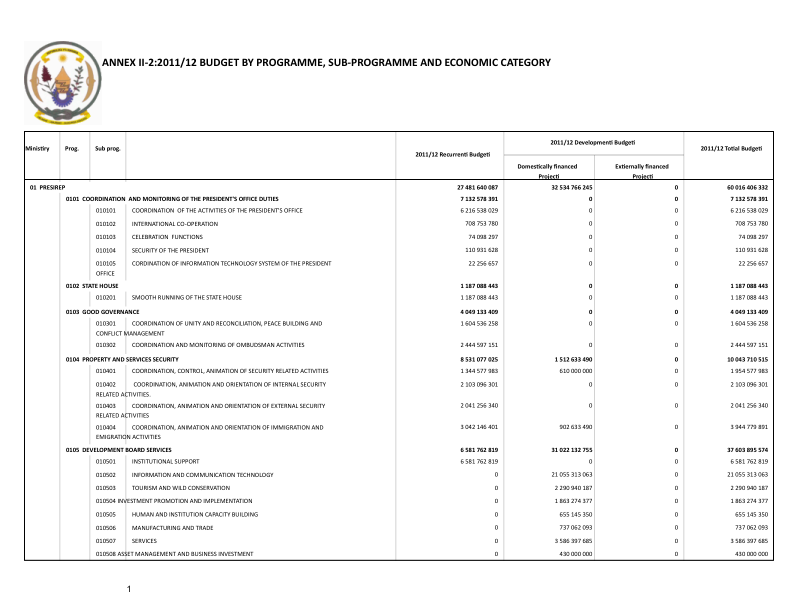 ANNEX II-2:2011/12 BUDGET BY PROGRAMME, SUB-PROGRAMME AND ECONOMIC CATEGORY
Ministiry Prog. Sub prog. 2011/12 Recurrenti Budgeti 2011/12 Developmenti Budgeti 2011/12 Totial Budgeti
Domestically financed Projecti Extiernally financed Projecti
01 PRESIREP 27 481 640 087 32 534 766 245 0 60 016 406 332
0101 COORDINATION AND MONITORING OF THE PRESIDENT'S OFFICE DUTIES 7 132 578 391 0 0 7 132 578 391
010101 COORDINATION OF THE ACTIVITIES OF THE PRESIDENT'S OFFICE 6 216 538 029 0 0 6 216 538 029
010102 INTERNATIONAL CO-OPERATION 708 753 780 0 0 708 753 780
010103 CELEBRATION FUNCTIONS 74 098 297 0 0 74 098 297
010104 SECURITY OF THE PRESIDENT 110 931 628 0 0 110 931 628
010105 CORDINATION OF INFORMATION TECHNOLOGY SYSTEM OF THE PRESIDENT 22 256 657 0 0 22 256 657
OFFICE
0102 STATE HOUSE 1 187 088 443 0 0 1 187 088 443
010201 SMOOTH RUNNING OF THE STATE HOUSE 1 187 088 443 0 0 1 187 088 443
0103 GOOD GOVERNANCE 4 049 133 409 0 0 4 049 133 409
010301 COORDINATION OF UNITY AND RECONCILIATION, PEACE BUILDING AND 1 604 536 258 0 0 1 604 536 258
CONFLICT MANAGEMENT
010302 COORDINATION AND MONITORING OF OMBUDSMAN ACTIVITIES 2 444 597 151 0 0 2 444 597 151
0104 PROPERTY AND SERVICES SECURITY 8 531 077 025 1 512 633 490 0 10 043 710 515
010401 COORDINATION, CONTROL, ANIMATION OF SECURITY RELATED ACTIVITIES 1 344 577 983 610 000 000 0 1 954 577 983
010402 COORDINATION, ANIMATION AND ORIENTATION OF INTERNAL SECURITY 2 103 096 301 0 0 2 103 096 301
RELATED ACTIVITIES.
010403 COORDINATION, ANIMATION AND ORIENTATION OF EXTERNAL SECURITY 2 041 256 340 0 0 2 041 256 340
RELATED ACTIVITIES
010404 COORDINATION, ANIMATION AND ORIENTATION OF IMMIGRATION AND 3 042 146 401 902 633 490 0 3 944 779 891
EMIGRATION ACTIVITIES
0105 DEVELOPMENT BOARD SERVICES 6 581 762 819 31 022 132 755 0 37 603 895 574
010501 INSTITUTIONAL SUPPORT 6 581 762 819 0 0 6 581 762 819
010502 INFORMATION AND COMMUNICATION TECHNOLOGY 0 21 055 313 063 0 21 055 313 063
010503 TOURISM AND WILD CONSERVATION 0 2 290 940 187 0 2 290 940 187
010504 INVESTMENT PROMOTION AND IMPLEMENTATION 0 1 863 274 377 0 1 863 274 377
010505 HUMAN AND INSTITUTION CAPACITY BUILDING 0 655 145 350 0 655 145 350
010506 MANUFACTURING AND TRADE 0 737 062 093 0 737 062 093
010507 SERVICES 0 3 586 397 685 0 3 586 397 685
010508 ASSET MANAGEMENT AND BUSINESS INVESTMENT 0 430 000 000 0 430 000 000
1